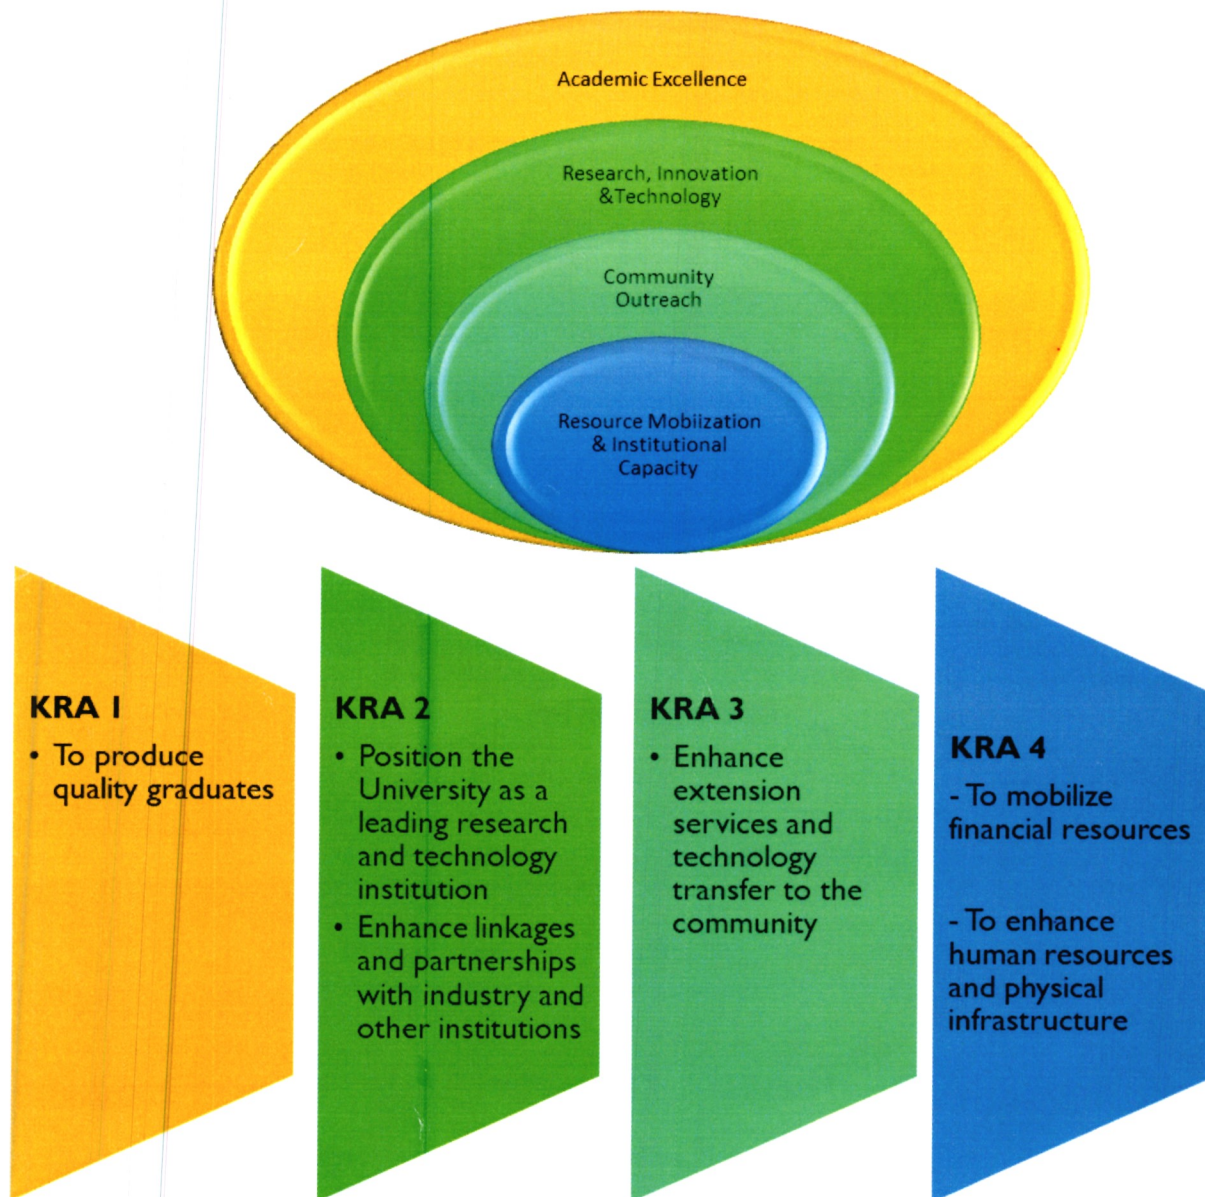 Academic Excellence
Research, Innovation
&Technology
Community
Outreach
Resource Mobiization
& Institutional
Capacity
KRA 1
• To produce
quality graduates
KRA 2
• Position the
University as a
leading research
and technology
institution
• Enhance linkages
and partnerships
with industry and
other institutions
KRA 3
• Enhance
extension
services and
technology
transfer to the
community
KRA 4
- To mobilize
financial resources
- To enhance
human resources
and physical
infrastructure